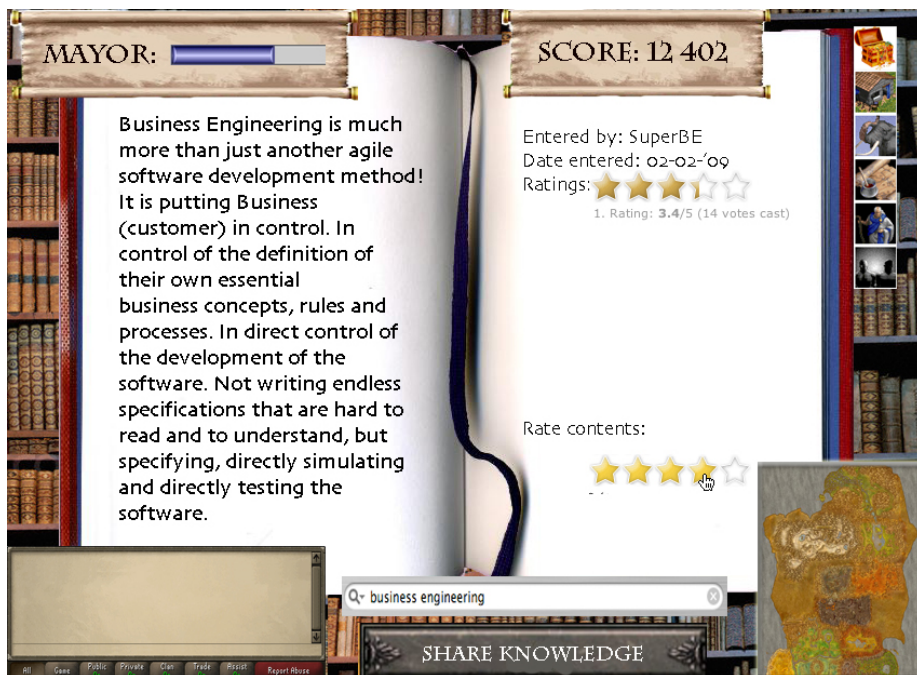 MAYOR:
SCORE: 12 402
Business Engineering is much
more than just another agile
software development method!
It is putting Business
(customer) in control. In
control of the definition of
their own essential
business concepts, rules and
processes. In direct control of
the development of the
software. Not writing endless
specifications that are hard to
read and to understand, but
specifying, directly simulating
and directly testing the
software.
Entered by: SuperBE
Date entered: 02-02-'09
Ratings:
1. Rating: 3.4/5 (14 votes cast)
Rate contents:
business engineering
SHARE KNOWLEDGE
All Game Public Private Clan Trade Assist Report Abuse